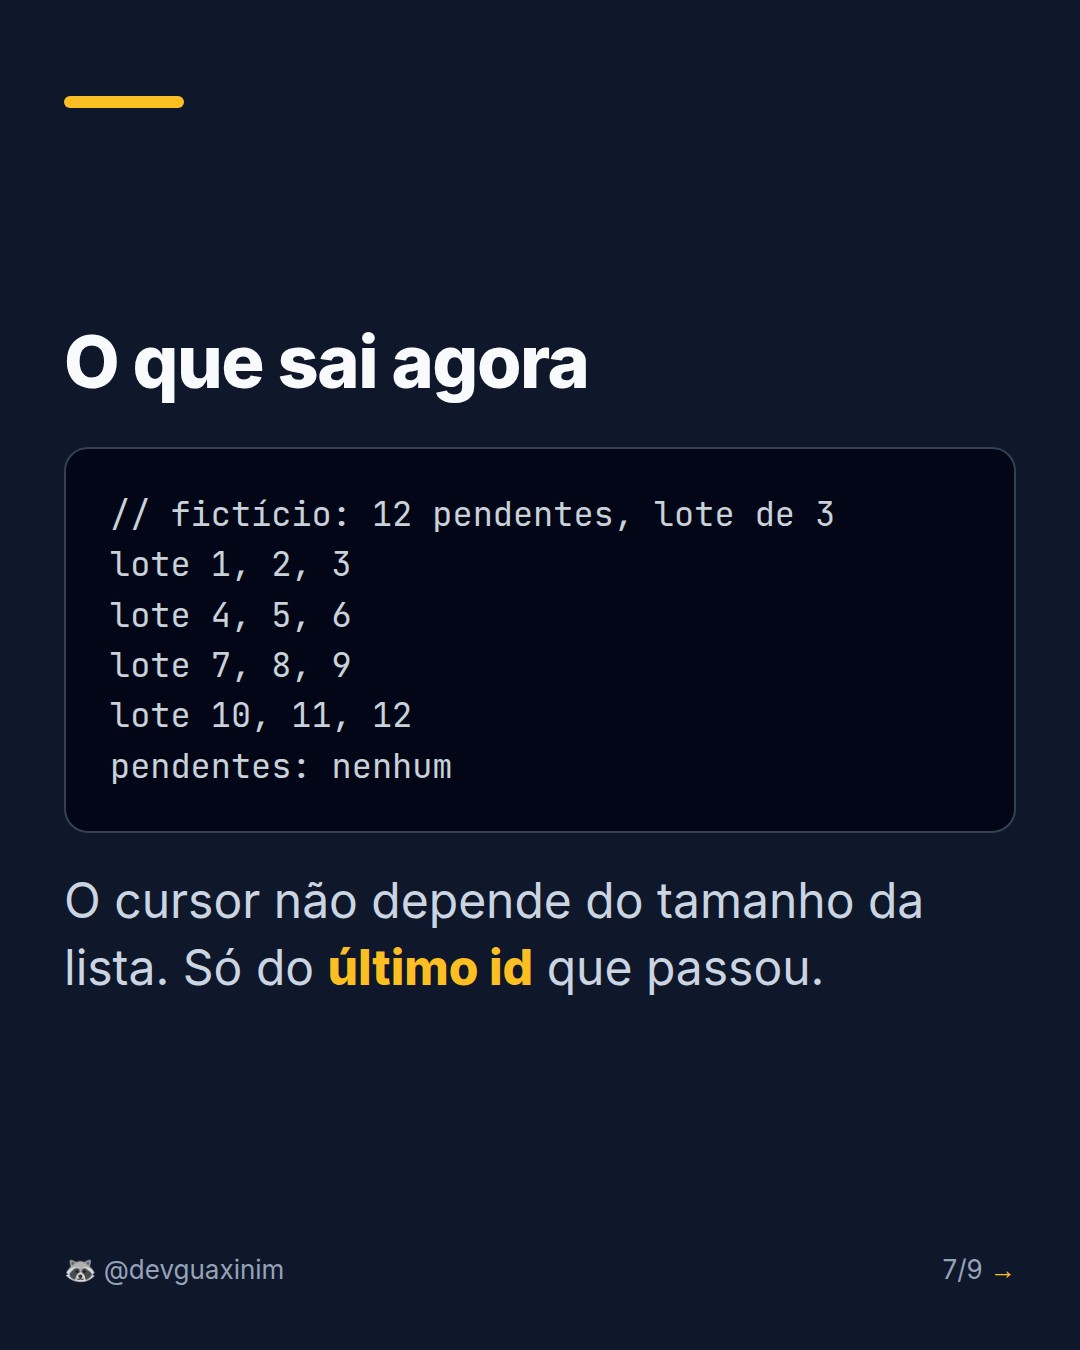 O que sai agora
// fictício: 12 pendentes, lote de 3
lote 1, 2, 3
lote 4, 5, 6
lote 7, 8, 9
lote 10, 11, 12
pendentes: nenhum
O cursor não depende do tamanho da
lista. Só do último id que passou.
🦝 @devguaxinim
7/9 →